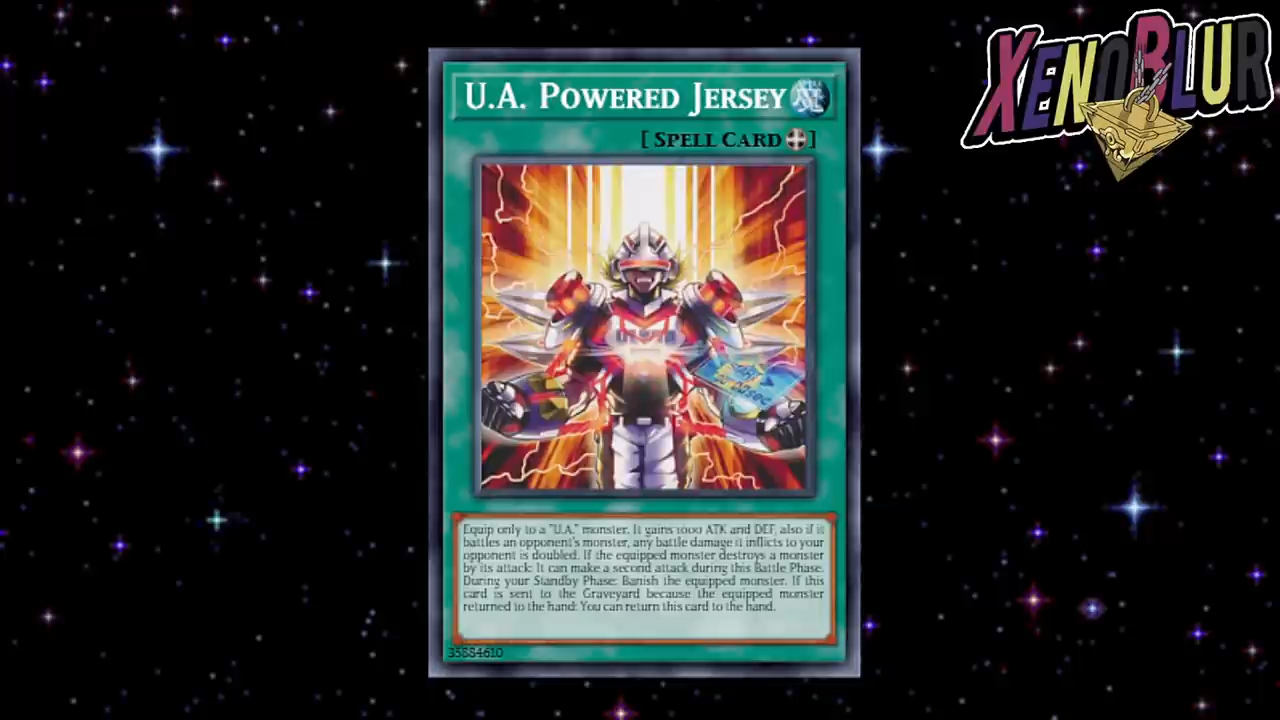 XENOBLUR
U.A. POWERED JERSEY
[ SPELL CARD ]
Equip only to a "U.A." monster. It gains 1000 ATK and DEF, also if it
battles an opponent's monster, any battle damage it inflicts to your
opponent is doubled. If the equipped monster destroys a monster
by its attack: It can make a second attack during this Battle Phase.
During your Standby Phase: Banish the equipped monster. If this
card is sent to the Graveyard because the equipped monster
returned to the hand: You can return this card to the hand.
35884610